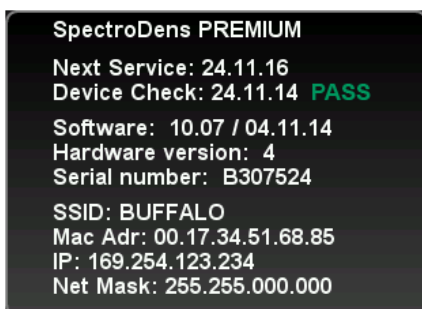 SpectroDens PREMIUM
Next Service: 24.11.16
Device Check: 24.11.14 PASS
Software: 10.07 / 04.11.14
Hardware version: 4
Serial number: B307524
SSID: BUFFALO
Mac Adr: 00.17.34.51.68.85
IP: 169.254.123.234
Net Mask: 255.255.000.000